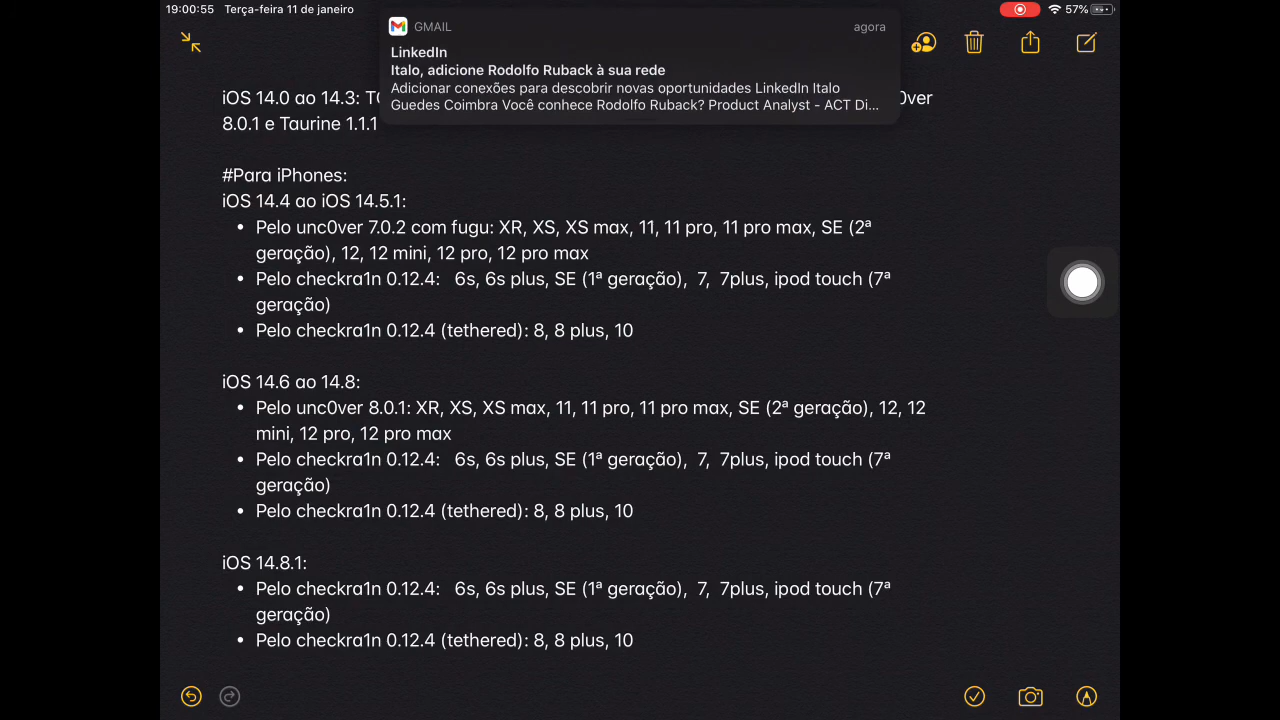 19:00:55 Terça-feira 11 de janeiro
57%
GMAIL
agora
LinkedIn
Italo, adicione Rodolfo Ruback à sua rede
Adicionar conexões para descobrir novas oportunidades LinkedIn Italo
Guedes Coimbra Você conhece Rodolfo Ruback? Product Analyst - ACT Di...
iOS 14.0 ao 14.3:
8.0.1 e Taurine 1.1.1
#Para iPhones:
iOS 14.4 ao iOS 14.5.1:
• Pelo unc0ver 7.0.2 com fugu: XR, XS, XS max, 11, 11 pro, 11 pro max, SE (2ª
geração), 12, 12 mini, 12 pro, 12 pro max
• Pelo checkra1n 0.12.4: 6s, 6s plus, SE (1ª geração), 7, 7plus, ipod touch (7ª
geração)
• Pelo checkra1n 0.12.4 (tethered): 8, 8 plus, 10
iOS 14.6 ao 14.8:
• Pelo unc0ver 8.0.1: XR, XS, XS max, 11, 11 pro, 11 pro max, SE (2ª geração), 12, 12
mini, 12 pro, 12 pro max
• Pelo checkra1n 0.12.4: 6s, 6s plus, SE (1ª geração), 7, 7plus, ipod touch (7ª
geração)
• Pelo checkra1n 0.12.4 (tethered): 8, 8 plus, 10
iOS 14.8.1:
• Pelo checkra1n 0.12.4: 6s, 6s plus, SE (1ª geração), 7, 7plus, ipod touch (7ª
geração)
• Pelo checkra1n 0.12.4 (tethered): 8, 8 plus, 10